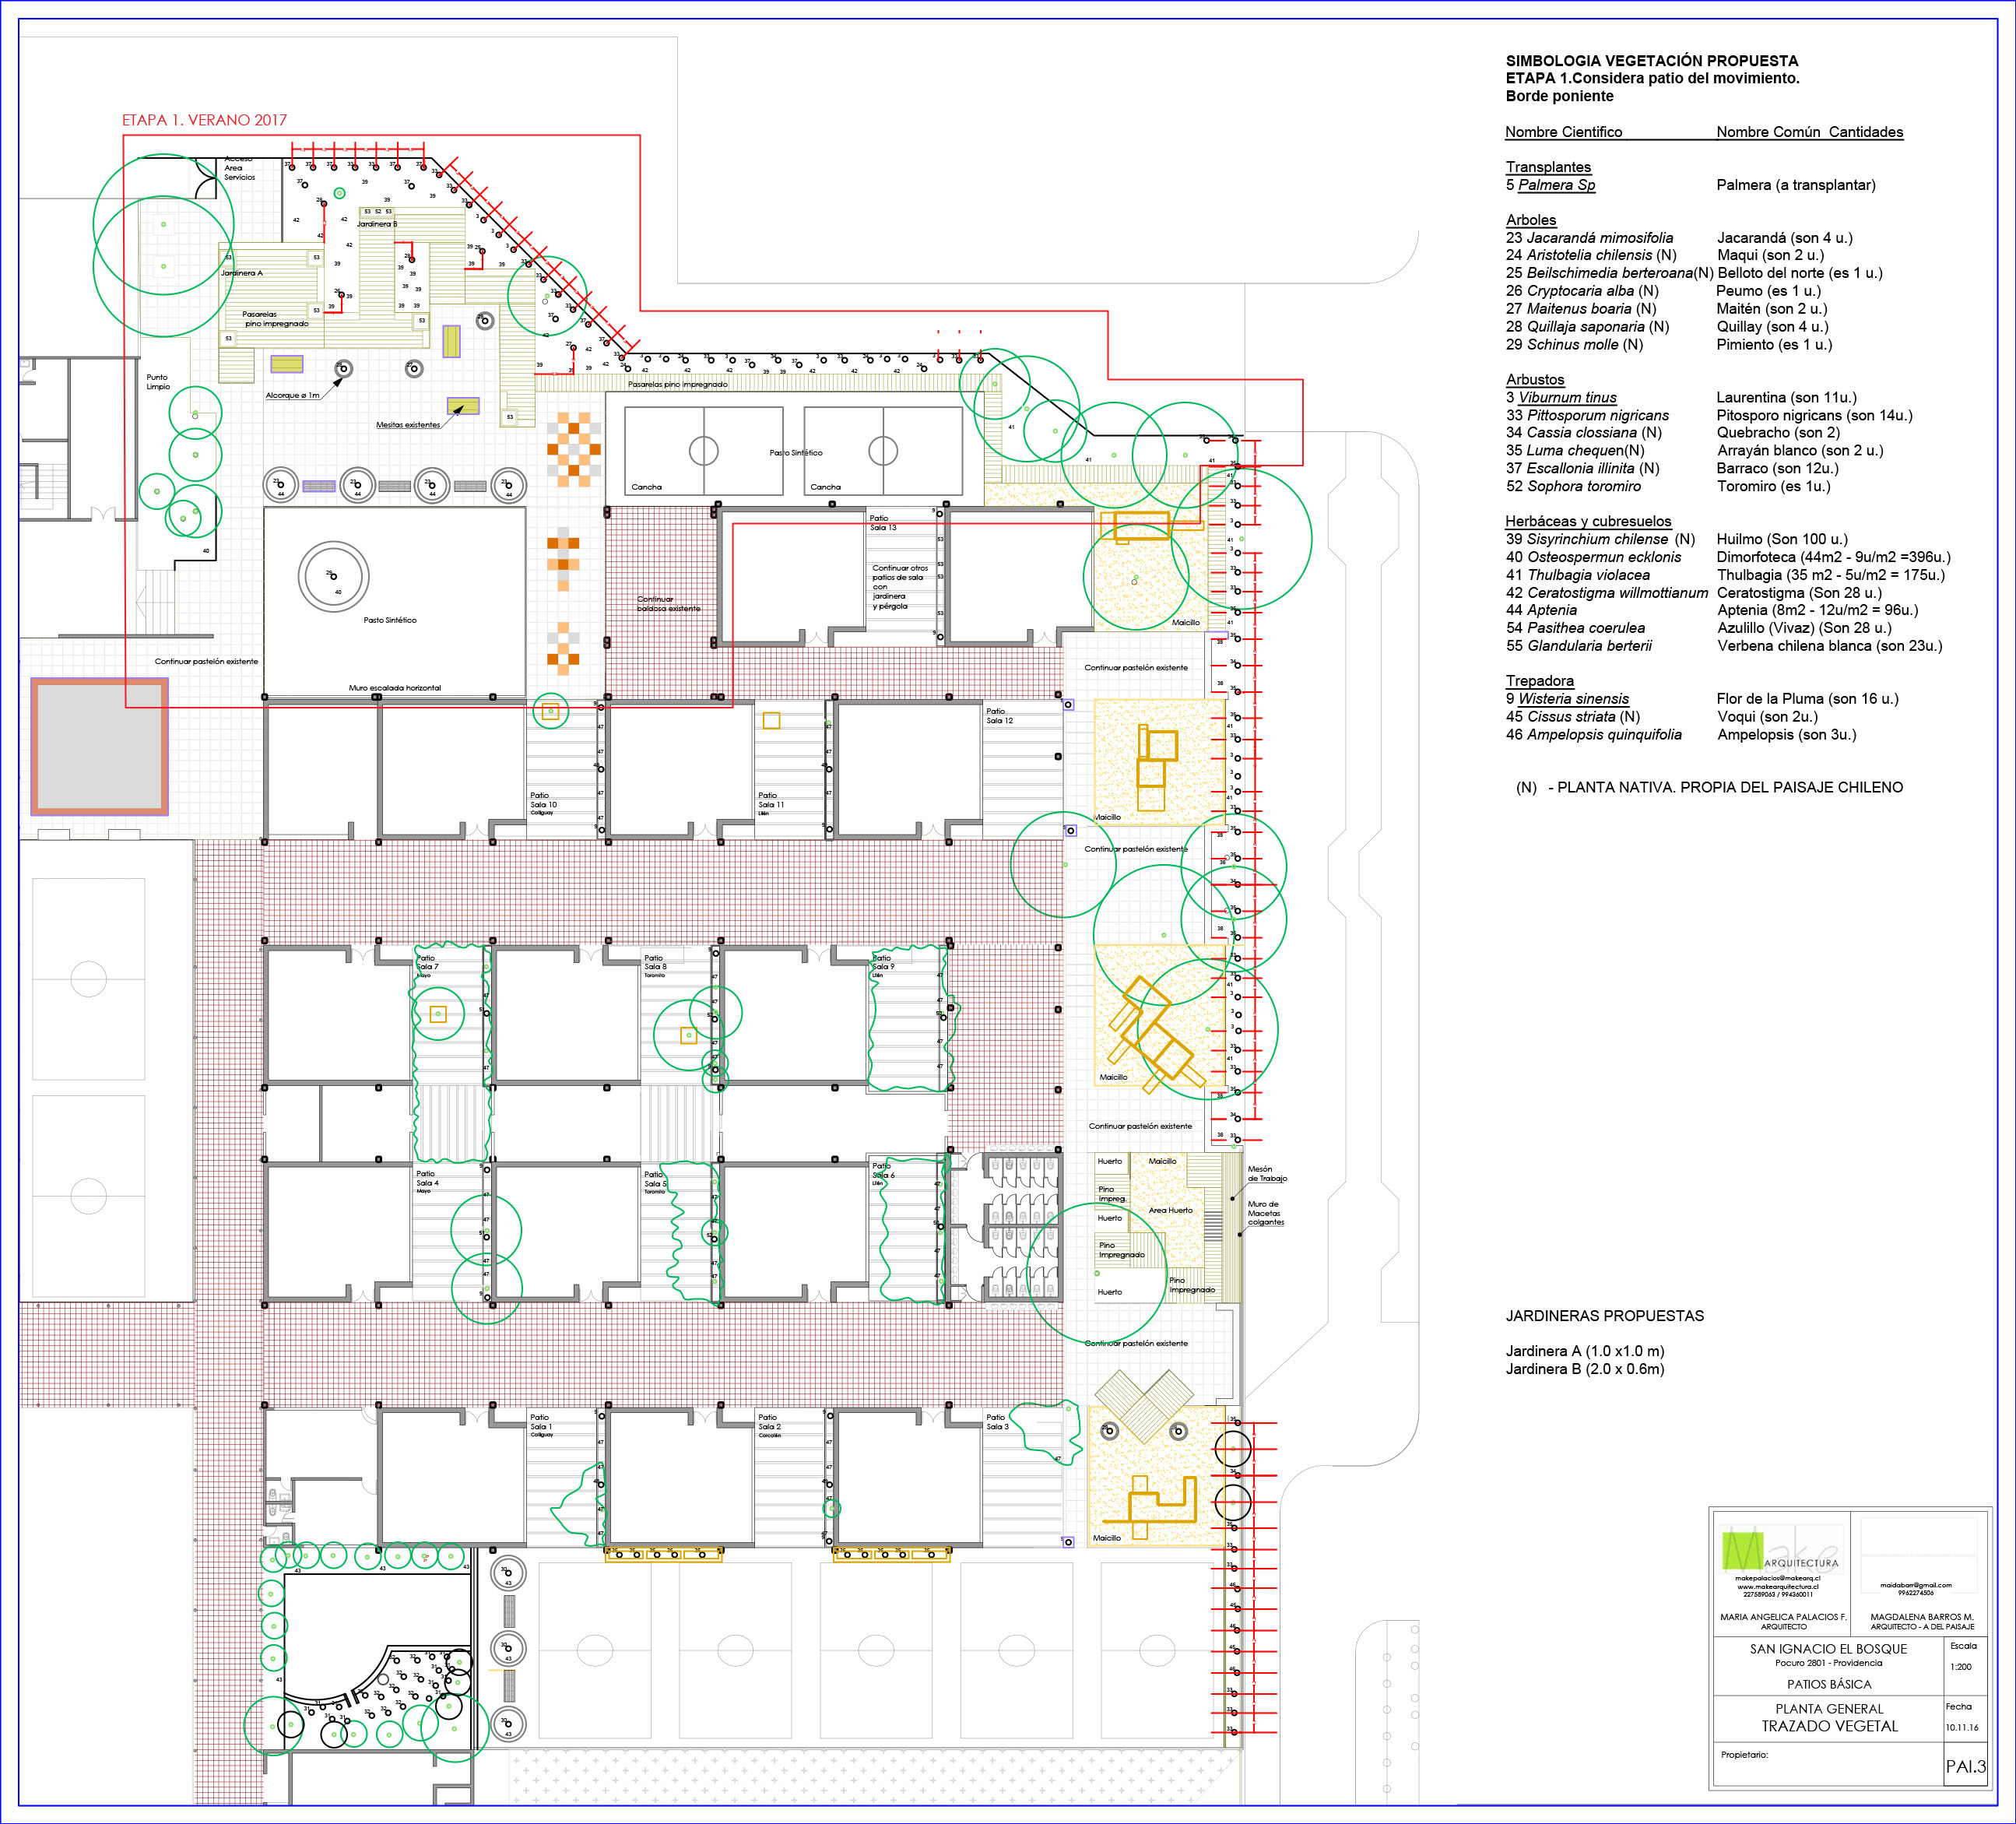 SIMBOLOGIA VEGETACIÓN PROPUESTA
ETAPA 1.Considera patio del movimiento.
Borde poniente
Nombre Cientifico Nombre Común Cantidades
Transplantes
5 Palmera Sp Palmera (a transplantar)
Arboles
23 Jacarandá mimosifolia Jacarandá (son 4 u.)
24 Aristotelia chilensis (N) Maqui (son 2 u.)
25 Beilschimedia berteroana(N) Belloto del norte (es 1 u.)
26 Cryptocaria alba (N) Peumo (es 1 u.)
27 Maitenus boaria (N) Maitén (son 2 u.)
28 Quillaja saponaria (N) Quillay (son 4 u.)
29 Schinus molle (N) Pimiento (es 1 u.)
Arbustos
3 Viburnum tinus Laurentina (son 11u.)
33 Pittosporum nigricans Pitosporo nigricans (son 14u.)
34 Cassia clossiana (N) Quebracho (son 2)
35 Luma chequen(N) Arrayán blanco (son 2 u.)
37 Escallonia illinita (N) Barraco (son 12u.)
52 Sophora toromiro Toromiro (es 1u.)
Herbáceas y cubresuelos
39 Sisyrinchium chilense (N) Huilmo (Son 100 u.)
40 Osteospermun ecklonis Dimorfoteca (44m2 - 9u/m2 =396u.)
41 Thulbagia violacea Thulbagia (35 m2 - 5u/m2 = 175u.)
42 Ceratostigma willmottianum Ceratostigma (Son 28 u.)
44 Aptenia Aptenia (8m2 - 12u/m2 = 96u.)
54 Pasithea coerulea Azulillo (Vivaz) (Son 28 u.)
55 Glandularia berterii Verbena chilena blanca (son 23u.)
Trepadora
9 Wisteria sinensis Flor de la Pluma (son 16 u.)
45 Cissus striata (N) Voqui (son 2u.)
46 Ampelopsis quinquifolia Ampelopsis (son 3u.)
(N) - PLANTA NATIVA. PROPIA DEL PAISAJE CHILENO
JARDINERAS PROPUESTAS
Jardinera A (1.0 x1.0 m)
Jardinera B (2.0 x 0.6m)
ETAPA 1. VERANO 2017
Acceso
Area
Servicios
Jardinera B
Jardinera A
Pasarelas
pino impregnado
Punto
Limpio
Alcorque ø 1m
Mesitas existentes
Pasarelas pino impregnado
Pasto Sintético
Cancha
Cancha
Patio
Sala 13
Continuar otros
patios de sala
con
jardinera
y pérgola
Continuar
baldosa existente
Pasto Sintético
Maicillo
Continuar pastelón existente
Muro escalada horizontal
Continuar pastelón existente
Patio
Sala 12
Patio
Sala 10
Colliguay
Patio
Sala 11
Litén
Maicillo
Continuar pastelón existente
Patio
Sala 7
Mayo
Patio
Sala 8
Toromito
Patio
Sala 9
Litén
Maicillo
Continuar pastelón existente
Patio
Sala 4
Mayo
Patio
Sala 5
Toromito
Patio
Sala 6
Litén
Huerto
Maicillo
Pino
Impreg.
Area Huerto
Huerto
Pino
Impregnado
Pino
Impregnado
Huerto
Mesón
de Trabajo
Muro de
Macetas
colgantes
Continuar pastelón existente
Patio
Sala 1
Colliguay
Patio
Sala 2
Corcolén
Patio
Sala 3
Maicillo
Make
ARQUITECTURA
makepalacios@makearq.cl
www.makearquitectura.cl
227589063 / 994360011
maidabarr@gmail.com
9962274506
MARIA ANGELICA PALACIOS F.
ARQUITECTO
MAGDALENA BARROS M.
ARQUITECTO - A DEL PAISAJE
SAN IGNACIO EL BOSQUE
Pocuro 2801 - Providencia
PATIOS BÁSICA
Escala
1:200
PLANTA GENERAL
TRAZADO VEGETAL
Fecha
10.11.16
Propietario:
PAI.3